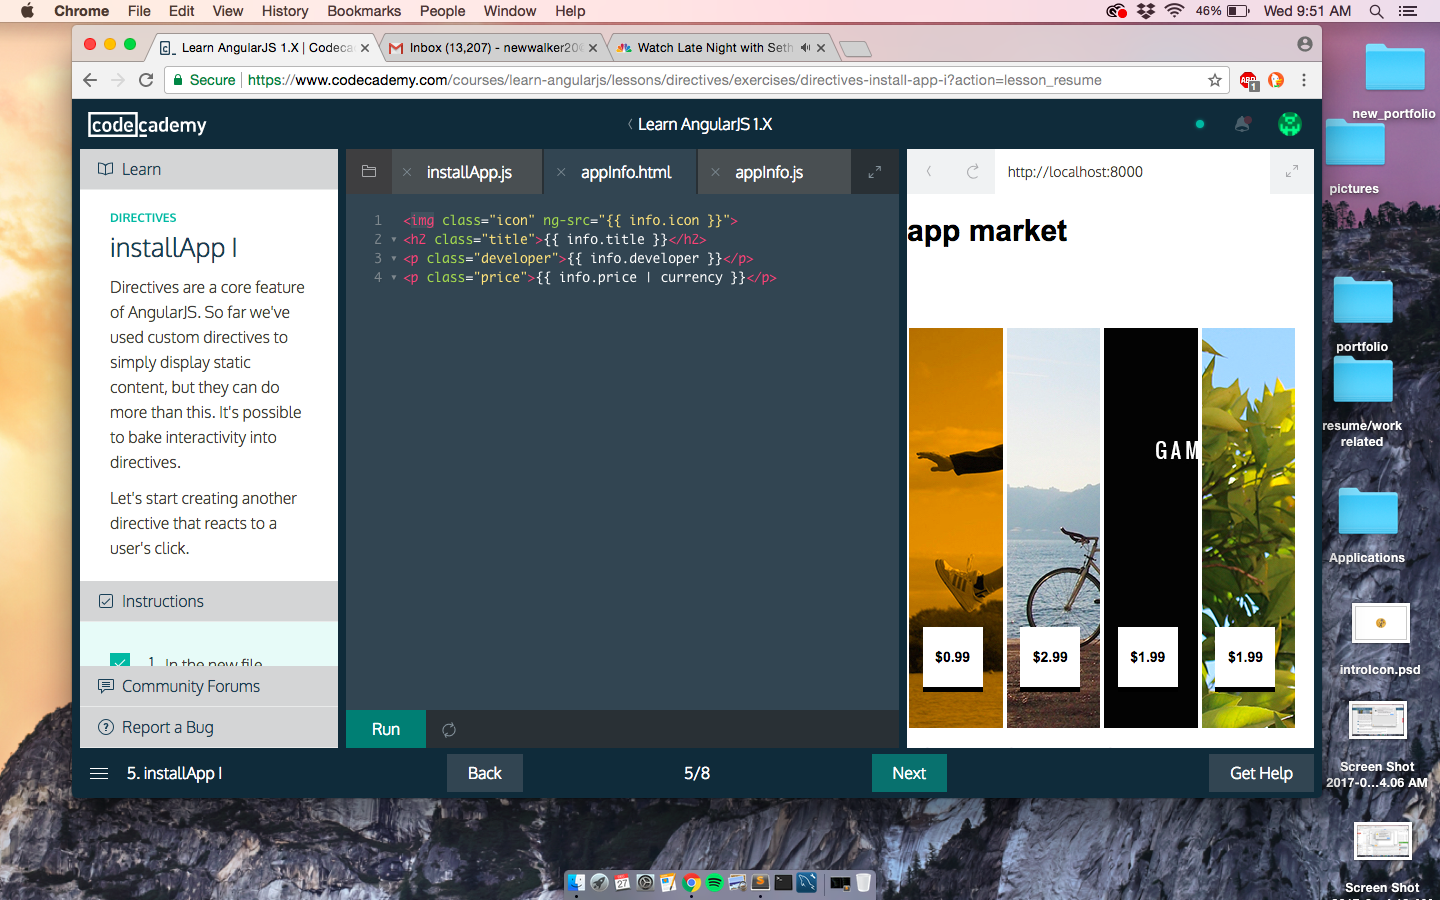 Chrome File Edit View History Bookmarks People Window Help
46% Wed 9:51 AM
Learn AngularJS 1.X | Codeca
Inbox (13,207) - newwalker20
Watch Late Night with Seth
Secure | https://www.codecademy.com/courses/learn-angularjs/lessons/directives/exercises/directives-install-app-i?action=lesson_resume
codecademy
Learn AngularJS 1.X
Learn
DIRECTIVES
installApp I
Directives are a core feature
of AngularJS. So far we've
used custom directives to
simply display static
content, but they can do
more than this. It's possible
to bake interactivity into
directives.
Let's start creating another
directive that reacts to a
user's click.
Instructions
1. In the new file
Community Forums
Report a Bug
installApp.js
appInfo.html
appInfo.js
1 <img class="icon" ng-src="{{ info.icon }}">
2 <h2 class="title">{{ info.title }}</h2>
3 <p class="developer">{{ info.developer }}</p>
4 <p class="price">{{ info.price | currency }}</p>
Run
http://localhost:8000
app market
GAM
$0.99
$2.99
$1.99
$1.99
5. installApp I
Back
5/8
Next
Get Help
new_portfolio
pictures
portfolio
resume/work
related
Applications
introIcon.psd
Screen Shot
2017-0...4.06 AM
Screen Shot
27